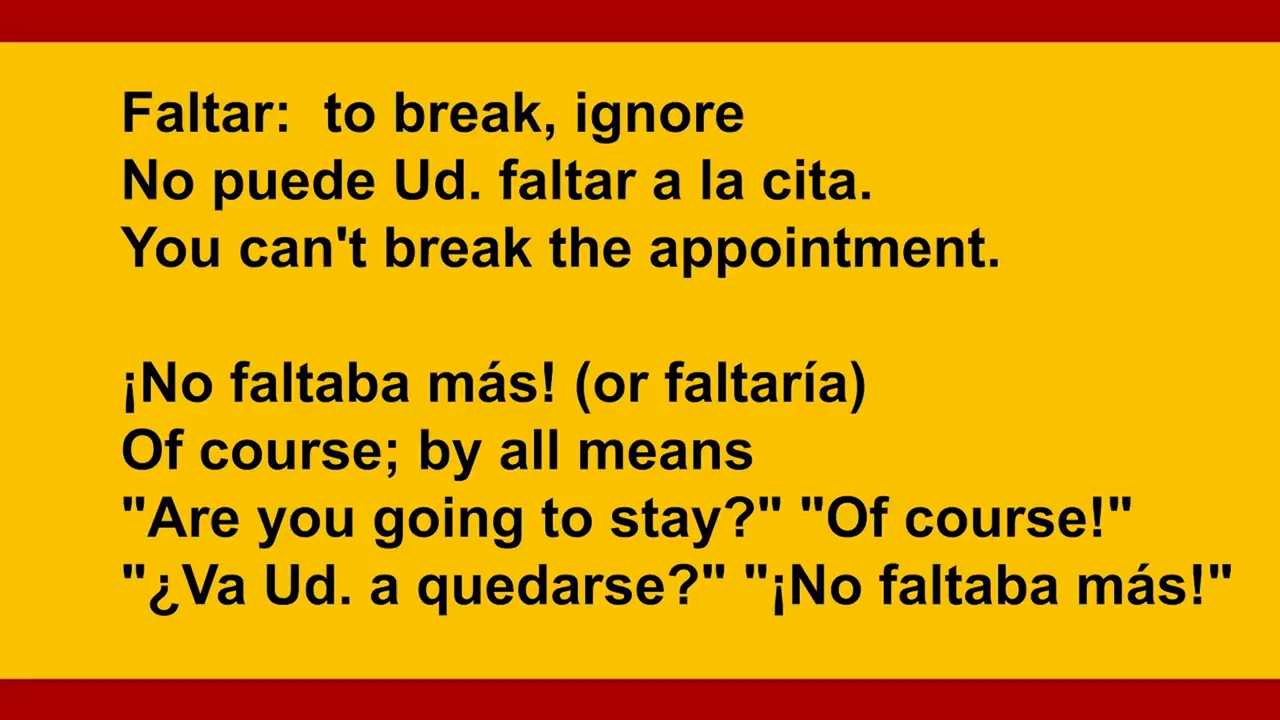 Faltar:  to break, ignore
No puede Ud. faltar a la cita.
You can't break the appointment.
¡No faltaba más! (or faltaría)
Of course; by all means
"Are you going to stay?" "Of course!"
"¿Va Ud. a quedarse?" "¡No faltaba más!"